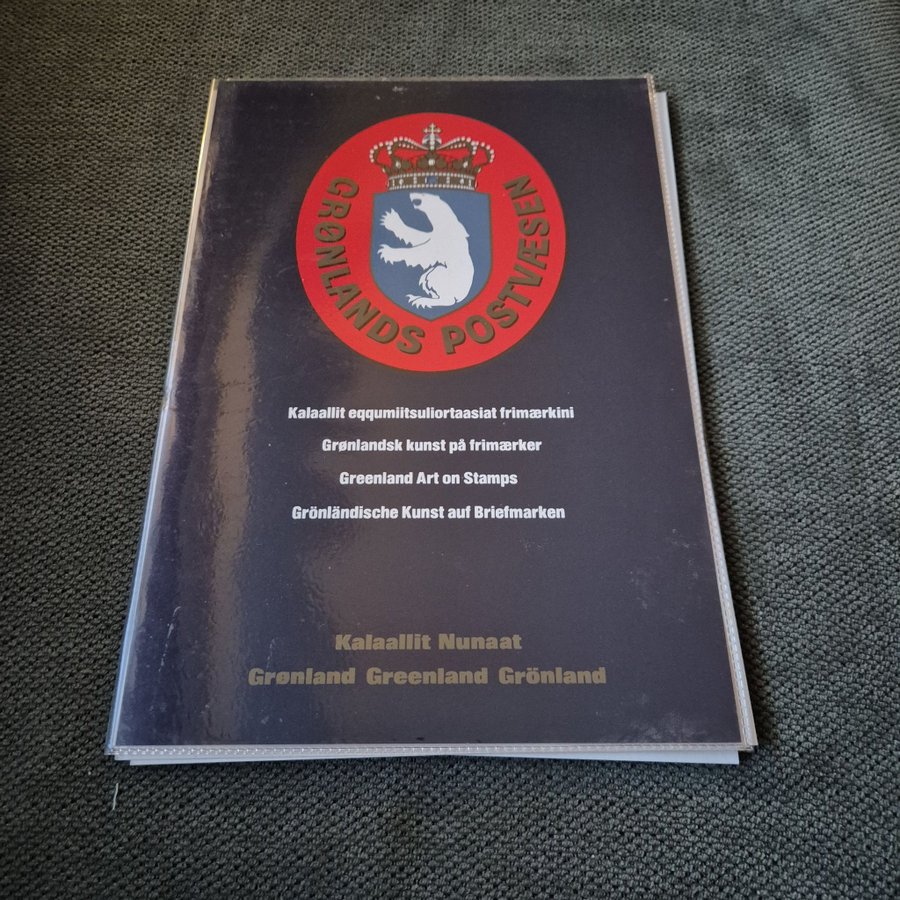 GRØNLANDS POSTVÆSEN
Kalaallit eqqumiitsuliortaasiat frimærkini
Grønlandsk kunst på frimærker
Greenland Art on Stamps
Grönländische Kunst auf Briefmarken
Kalaallit Nunaat
Grønland Greenland Grönland